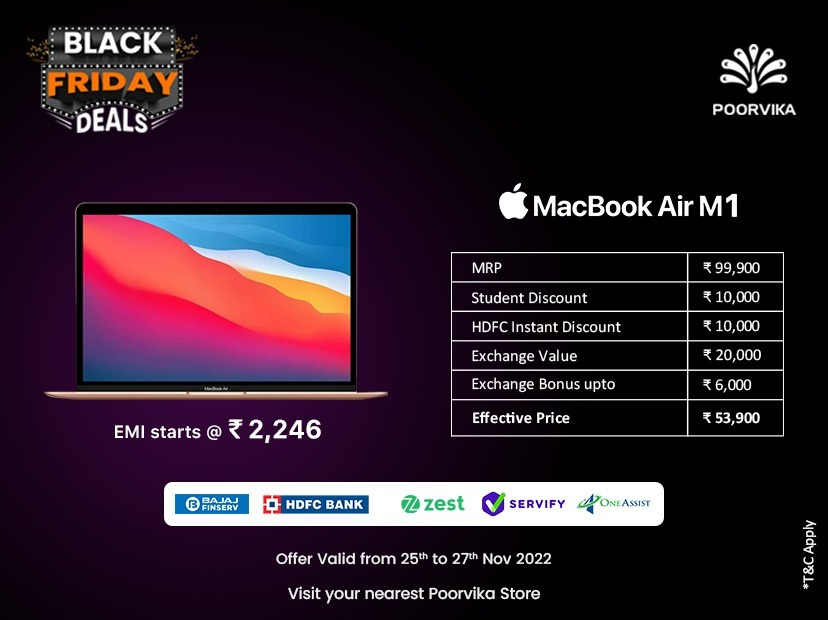 BLACK
FRIDAY
DEALS
POORVIKA
MacBook Air M1
MRP ₹ 99,900
Student Discount ₹ 10,000
HDFC Instant Discount ₹ 10,000
Exchange Value ₹ 20,000
Exchange Bonus upto ₹ 6,000
Effective Price ₹ 53,900
MacBook Air
EMI starts @ ₹ 2,246
BAJAJ
FINSERV
HDFC BANK
zest
SERVIFY
ONEASSIST
Offer Valid from 25th to 27th Nov 2022
Visit your nearest Poorvika Store
*T&C Apply